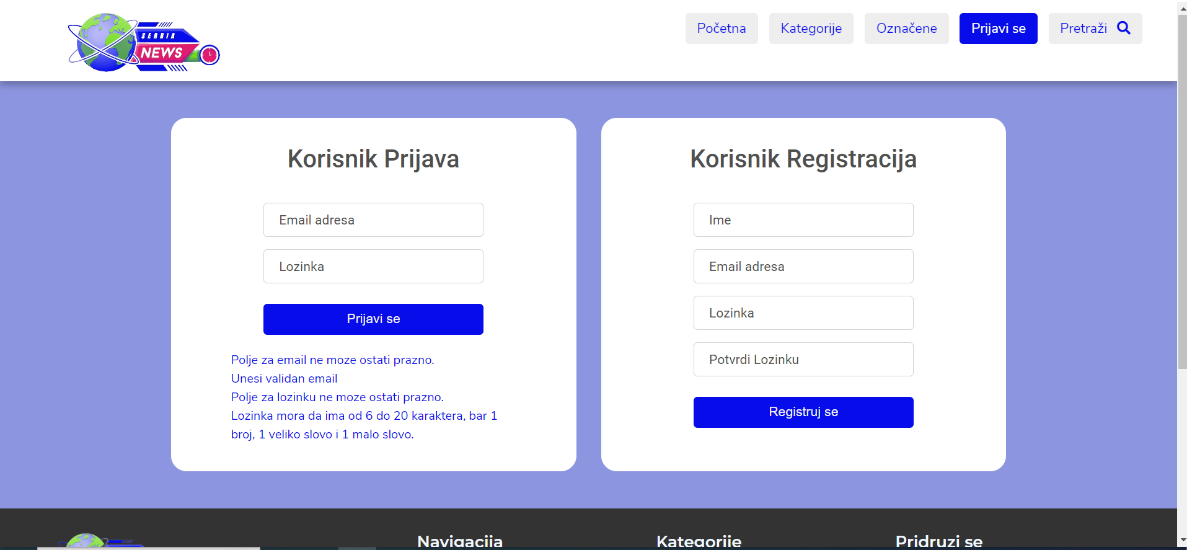 SERBIA
NEWS
Početna
Kategorije
Označene
Prijavi se
Pretraži
Korisnik Prijava
Email adresa
Lozinka
Prijavi se
Polje za email ne moze ostati prazno.
Unesi validan email
Polje za lozinku ne moze ostati prazno.
Lozinka mora da ima od 6 do 20 karaktera, bar 1
broj, 1 veliko slovo i 1 malo slovo.
Korisnik Registracija
Ime
Email adresa
Lozinka
Potvrdi Lozinku
Registruj se
Navigacija
Kategorije
Pridruzi se